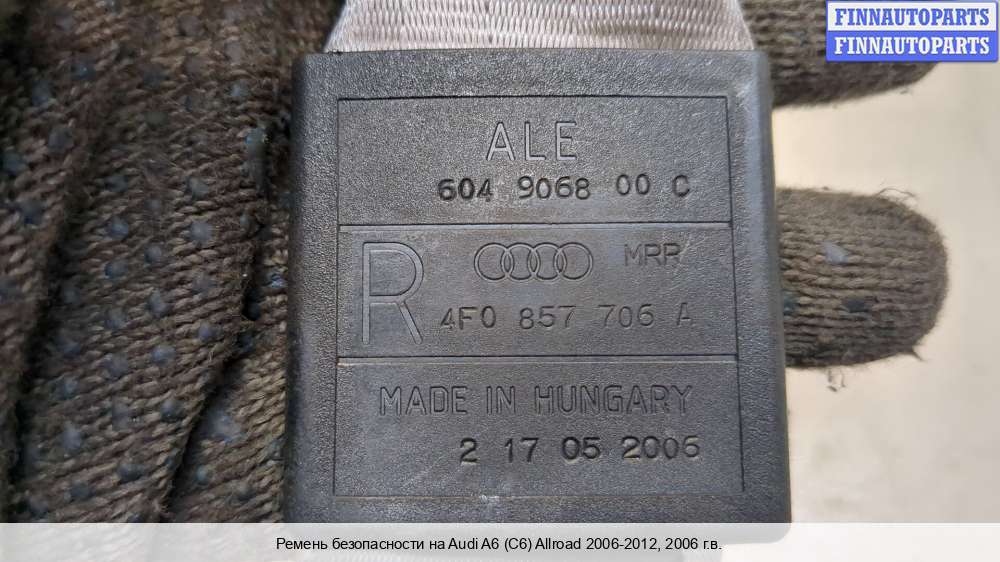 FINNAUTOPARTS
FINNAUTOPARTS
ALE
604 9068 00 C
R
MRR
4F0 857 706 A
MADE IN HUNGARY
2 17 05 2006
Ремень безопасности на Audi A6 (C6) Allroad 2006-2012, 2006 г.в.